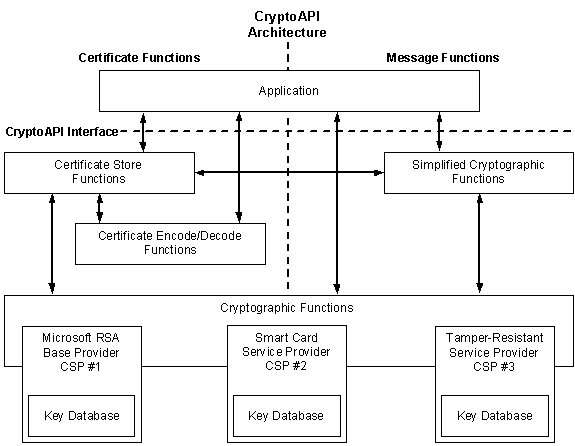 CryptoAPI
Architecture
Certificate Functions
Message Functions
Application
CryptoAPI Interface
Certificate Store
Functions
Simplified Cryptographic
Functions
Certificate Encode/Decode
Functions
Cryptographic Functions
Microsoft RSA
Base Provider
CSP #1
Key Database
Smart Card
Service Provider
CSP #2
Key Database
Tamper-Resistant
Service Provider
CSP #3
Key Database